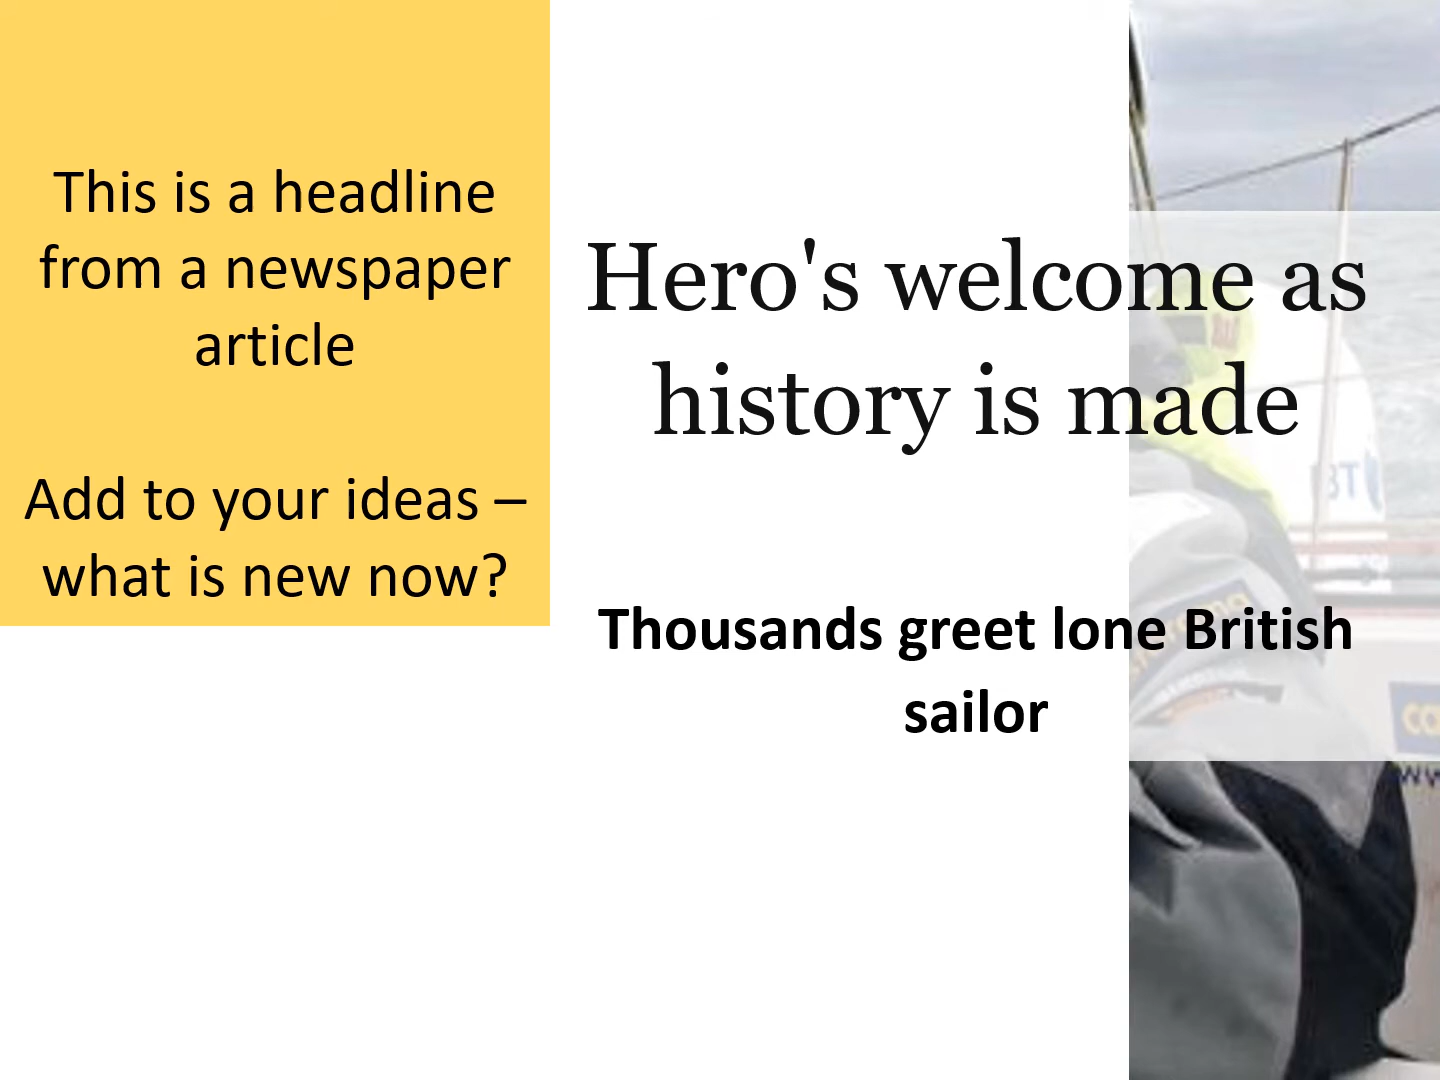 This is a headline
from a newspaper
article
Add to your ideas –
what is new now?
Hero's welcome as
history is made
Thousands greet lone British
sailor
BT